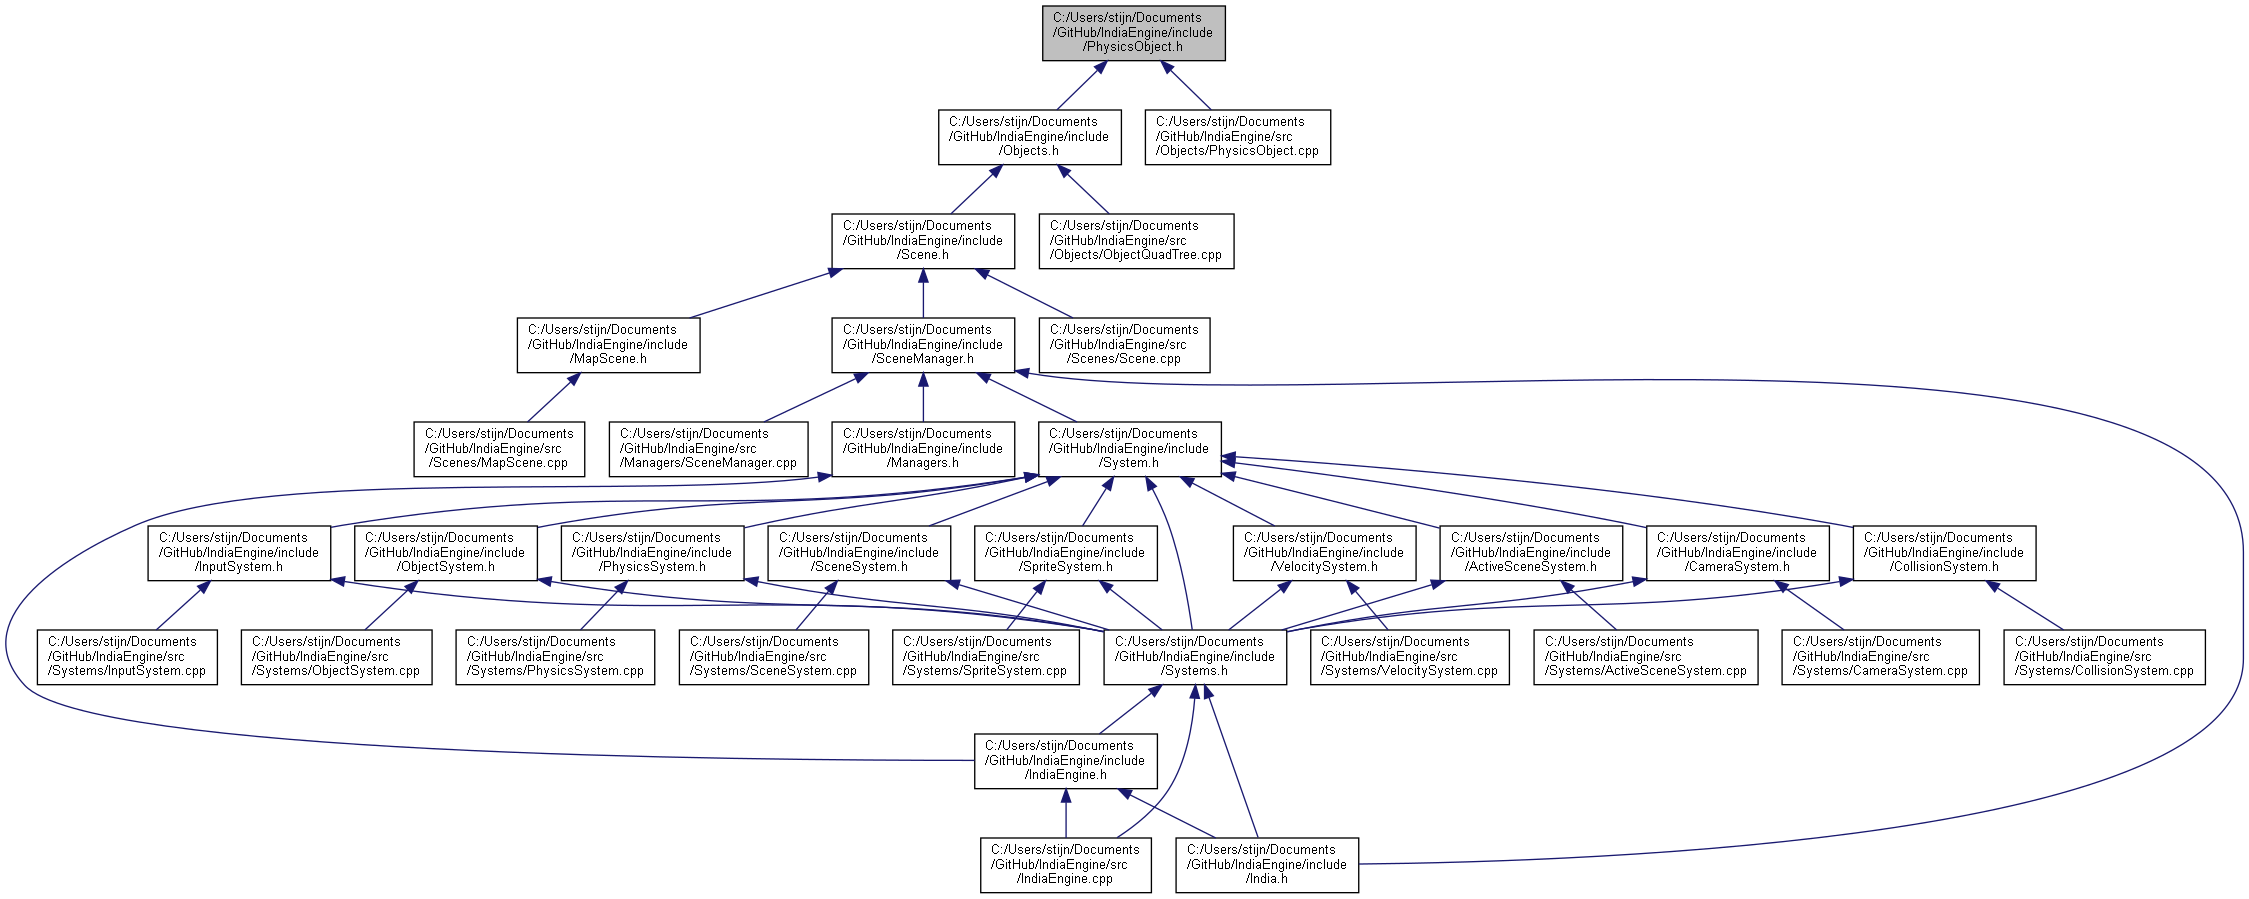 C:/Users/stijn/Documents
/GitHub/IndiaEngine/include
/PhysicsObject.h
C:/Users/stijn/Documents
/GitHub/IndiaEngine/include
/Objects.h
C:/Users/stijn/Documents
/GitHub/IndiaEngine/src
/Objects/PhysicsObject.cpp
C:/Users/stijn/Documents
/GitHub/IndiaEngine/include
/Scene.h
C:/Users/stijn/Documents
/GitHub/IndiaEngine/src
/Objects/ObjectQuadTree.cpp
C:/Users/stijn/Documents
/GitHub/IndiaEngine/include
/MapScene.h
C:/Users/stijn/Documents
/GitHub/IndiaEngine/include
/SceneManager.h
C:/Users/stijn/Documents
/GitHub/IndiaEngine/src
/Scenes/Scene.cpp
C:/Users/stijn/Documents
/GitHub/IndiaEngine/src
/Scenes/MapScene.cpp
C:/Users/stijn/Documents
/GitHub/IndiaEngine/src
/Managers/SceneManager.cpp
C:/Users/stijn/Documents
/GitHub/IndiaEngine/include
/Managers.h
C:/Users/stijn/Documents
/GitHub/IndiaEngine/include
/System.h
C:/Users/stijn/Documents
/GitHub/IndiaEngine/include
/InputSystem.h
C:/Users/stijn/Documents
/GitHub/IndiaEngine/include
/ObjectSystem.h
C:/Users/stijn/Documents
/GitHub/IndiaEngine/include
/PhysicsSystem.h
C:/Users/stijn/Documents
/GitHub/IndiaEngine/include
/SceneSystem.h
C:/Users/stijn/Documents
/GitHub/IndiaEngine/include
/SpriteSystem.h
C:/Users/stijn/Documents
/GitHub/IndiaEngine/include
/VelocitySystem.h
C:/Users/stijn/Documents
/GitHub/IndiaEngine/include
/ActiveSceneSystem.h
C:/Users/stijn/Documents
/GitHub/IndiaEngine/include
/CameraSystem.h
C:/Users/stijn/Documents
/GitHub/IndiaEngine/include
/CollisionSystem.h
C:/Users/stijn/Documents
/GitHub/IndiaEngine/src
/Systems/InputSystem.cpp
C:/Users/stijn/Documents
/GitHub/IndiaEngine/src
/Systems/ObjectSystem.cpp
C:/Users/stijn/Documents
/GitHub/IndiaEngine/src
/Systems/PhysicsSystem.cpp
C:/Users/stijn/Documents
/GitHub/IndiaEngine/src
/Systems/SceneSystem.cpp
C:/Users/stijn/Documents
/GitHub/IndiaEngine/src
/Systems/SpriteSystem.cpp
C:/Users/stijn/Documents
/GitHub/IndiaEngine/include
/Systems.h
C:/Users/stijn/Documents
/GitHub/IndiaEngine/src
/Systems/VelocitySystem.cpp
C:/Users/stijn/Documents
/GitHub/IndiaEngine/src
/Systems/ActiveSceneSystem.cpp
C:/Users/stijn/Documents
/GitHub/IndiaEngine/src
/Systems/CameraSystem.cpp
C:/Users/stijn/Documents
/GitHub/IndiaEngine/src
/Systems/CollisionSystem.cpp
C:/Users/stijn/Documents
/GitHub/IndiaEngine/include
/IndiaEngine.h
C:/Users/stijn/Documents
/GitHub/IndiaEngine/src
/IndiaEngine.cpp
C:/Users/stijn/Documents
/GitHub/IndiaEngine/include
/India.h